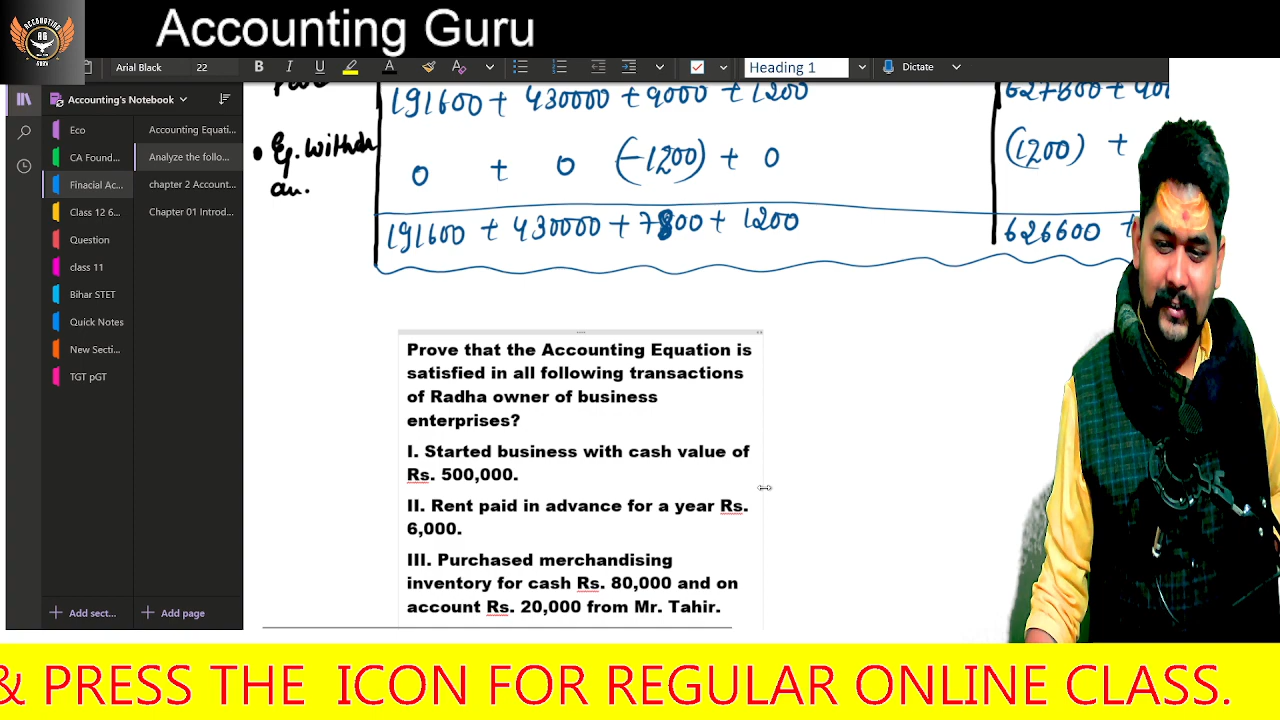 ACCOUNTING
AG
GURU
Accounting Guru
Arial Black 22 B I U A Heading 1 Dictate
Accounting's Notebook
191600 + 430000 + 9000 + 1200
Eco
Accounting Equati...
CA Found...
Analyze the follo...
Finacial Ac...
chapter 2 Account...
Class 12 6...
Chapter 01 Introd...
Question
class 11
Bihar STET
Quick Notes
New Secti...
TGT pGT
Add sect...
Add page
0 + 0 (-1200) + 0
(1200) +
191600 + 430000 + 7800 + 1200
626600 +
Prove that the Accounting Equation is
satisfied in all following transactions
of Radha owner of business
enterprises?
I. Started business with cash value of
Rs. 500,000.
II. Rent paid in advance for a year Rs.
6,000.
III. Purchased merchandising
inventory for cash Rs. 80,000 and on
account Rs. 20,000 from Mr. Tahir.
& PRESS THE ICON FOR REGULAR ONLINE CLASS.